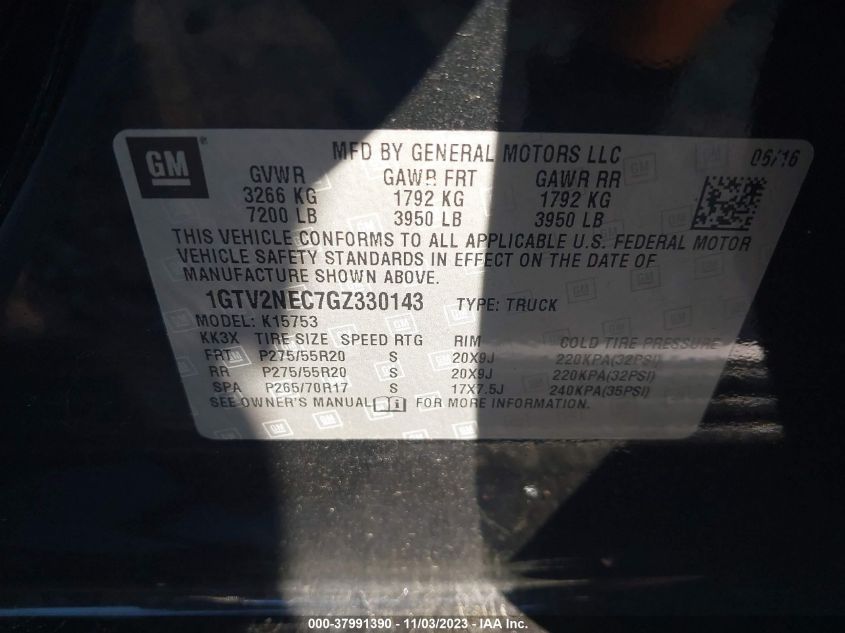 GM
MFD BY GENERAL MOTORS LLC
06/16
GVWR GAWR FRT GAWR RR
3266 KG 1792 KG 1792 KG
7200 LB 3950 LB 3950 LB
THIS VEHICLE CONFORMS TO ALL APPLICABLE U.S. FEDERAL MOTOR
VEHICLE SAFETY STANDARDS IN EFFECT ON THE DATE OF
MANUFACTURE SHOWN ABOVE.
1GTV2NEC7GZ330143 TYPE: TRUCK
MODEL: K15753
KK3X TIRE SIZE SPEED RTG RIM COLD TIRE PRESSURE
FRT P275/55R20 S 20X9J 220KPA(32PSI)
RR P275/55R20 S 20X9J 220KPA(32PSI)
SPA P265/70R17 S 17X7.5J 240KPA(35PSI)
SEE OWNER'S MANUAL FOR MORE INFORMATION.
000-37991390 - 11/03/2023 - IAA Inc.